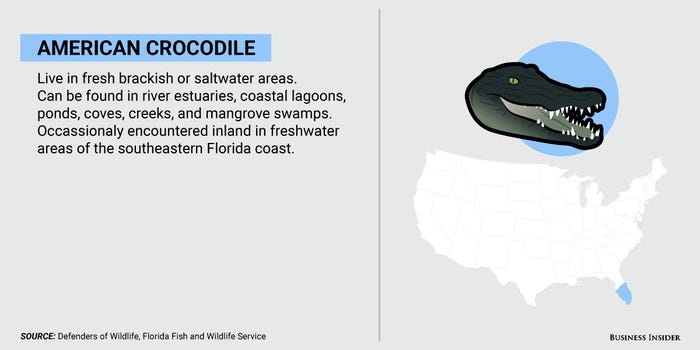 AMERICAN CROCODILE
Live in fresh brackish or saltwater areas.
Can be found in river estuaries, coastal lagoons,
ponds, coves, creeks, and mangrove swamps.
Occassionaly encountered inland in freshwater
areas of the southeastern Florida coast.
SOURCE: Defenders of Wildlife, Florida Fish and Wildlife Service
BUSINESS INSIDER